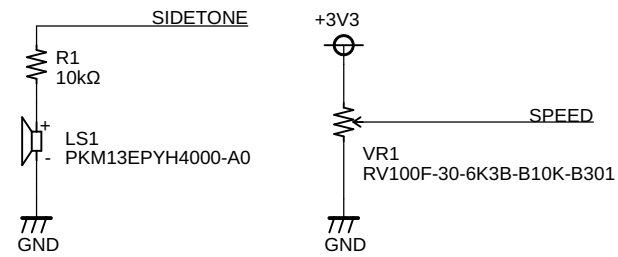 SIDETONE
R1
10kΩ
+
LS1
PKM13EPYH4000-A0
-
GND
+3V3
SPEED
VR1
RV100F-30-6K3B-B10K-B301
GND